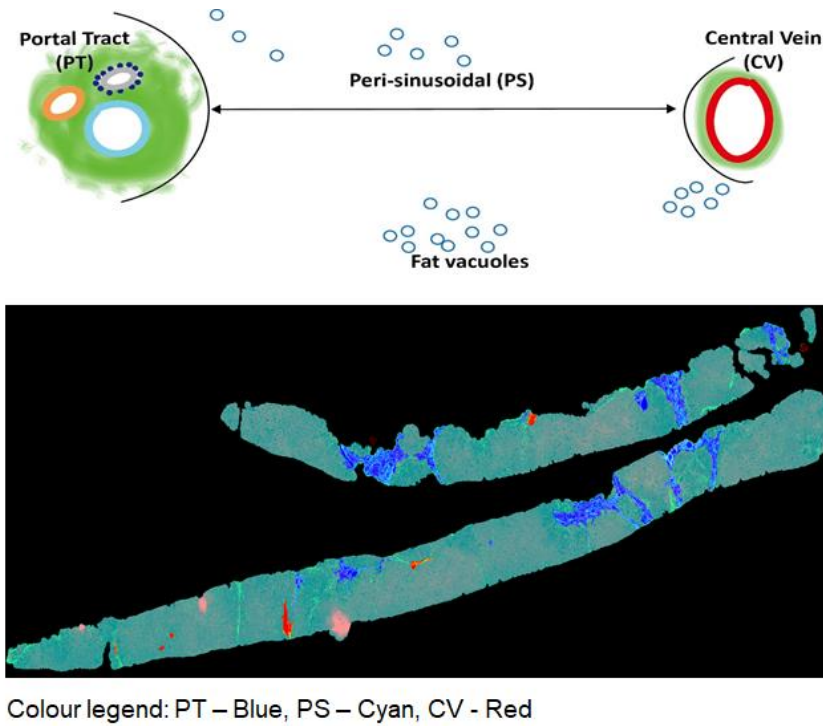 Portal Tract
(PT)
Central Vein
(CV)
Peri-sinusoidal (PS)
Fat vacuoles
Colour legend: PT – Blue, PS – Cyan, CV - Red